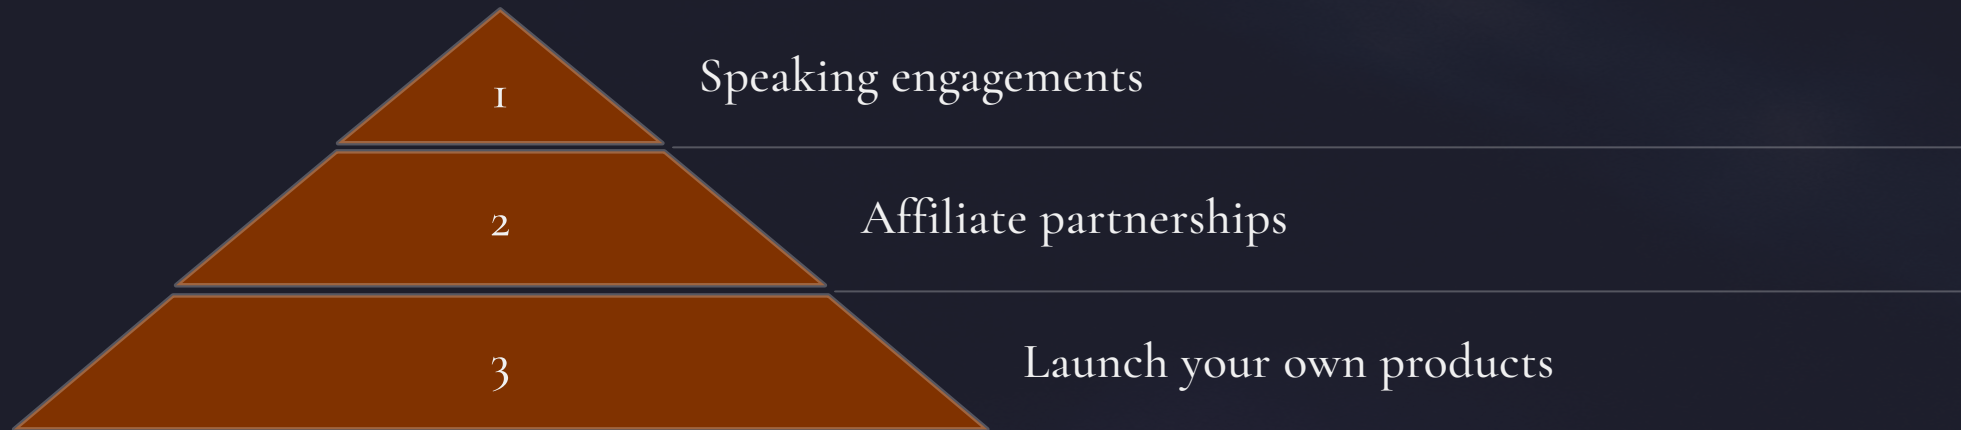 1
Speaking engagements
2
Affiliate partnerships
3
Launch your own products